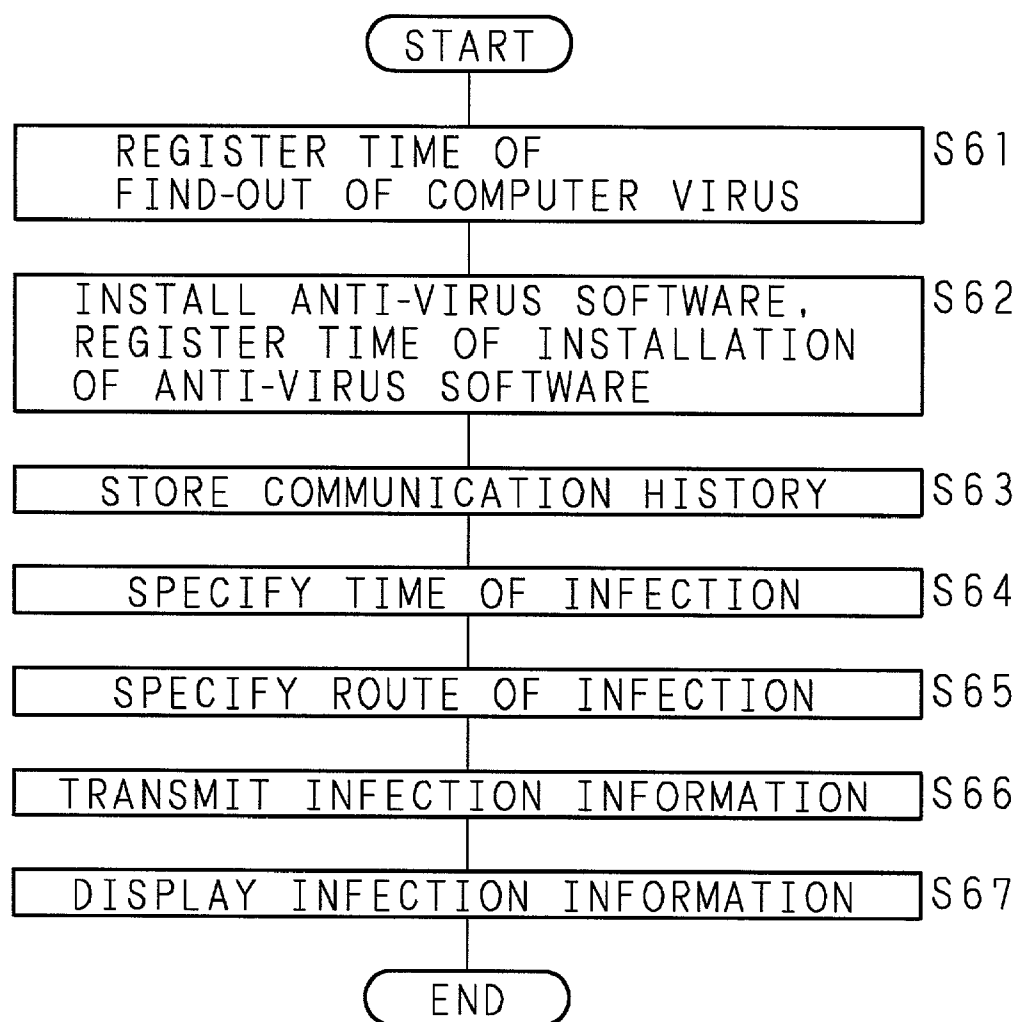 START
REGISTER TIME OF
FIND-OUT OF COMPUTER VIRUS
S61
INSTALL ANTI-VIRUS SOFTWARE.
REGISTER TIME OF INSTALLATION
OF ANTI-VIRUS SOFTWARE
S62
STORE COMMUNICATION HISTORY
S63
SPECIFY TIME OF INFECTION
S64
SPECIFY ROUTE OF INFECTION
S65
TRANSMIT INFECTION INFORMATION
S66
DISPLAY INFECTION INFORMATION
S67
END